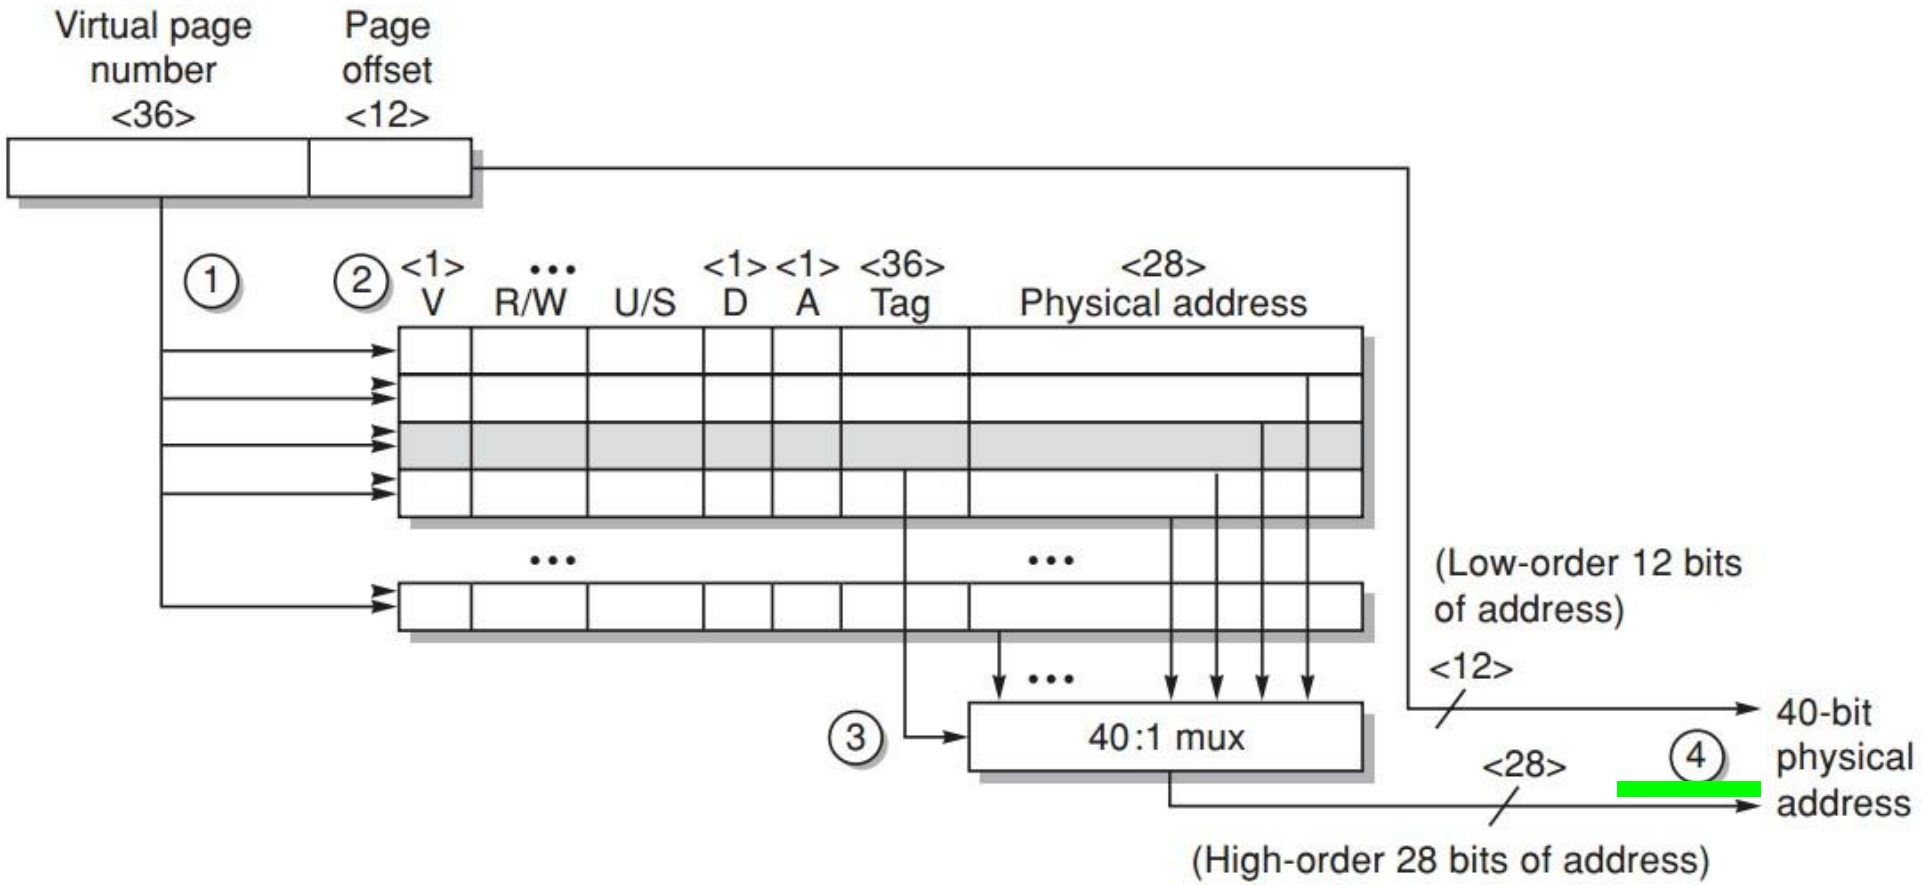 Virtual page
number
<36>
Page
offset
<12>
1
2
<1>
V
...
R/W
U/S
<1>
D
<1>
A
<36>
Tag
<28>
Physical address
...
...
(Low-order 12 bits
of address)
<12>
...
3
40:1 mux
40-bit
physical
address
4
<28>
(High-order 28 bits of address)